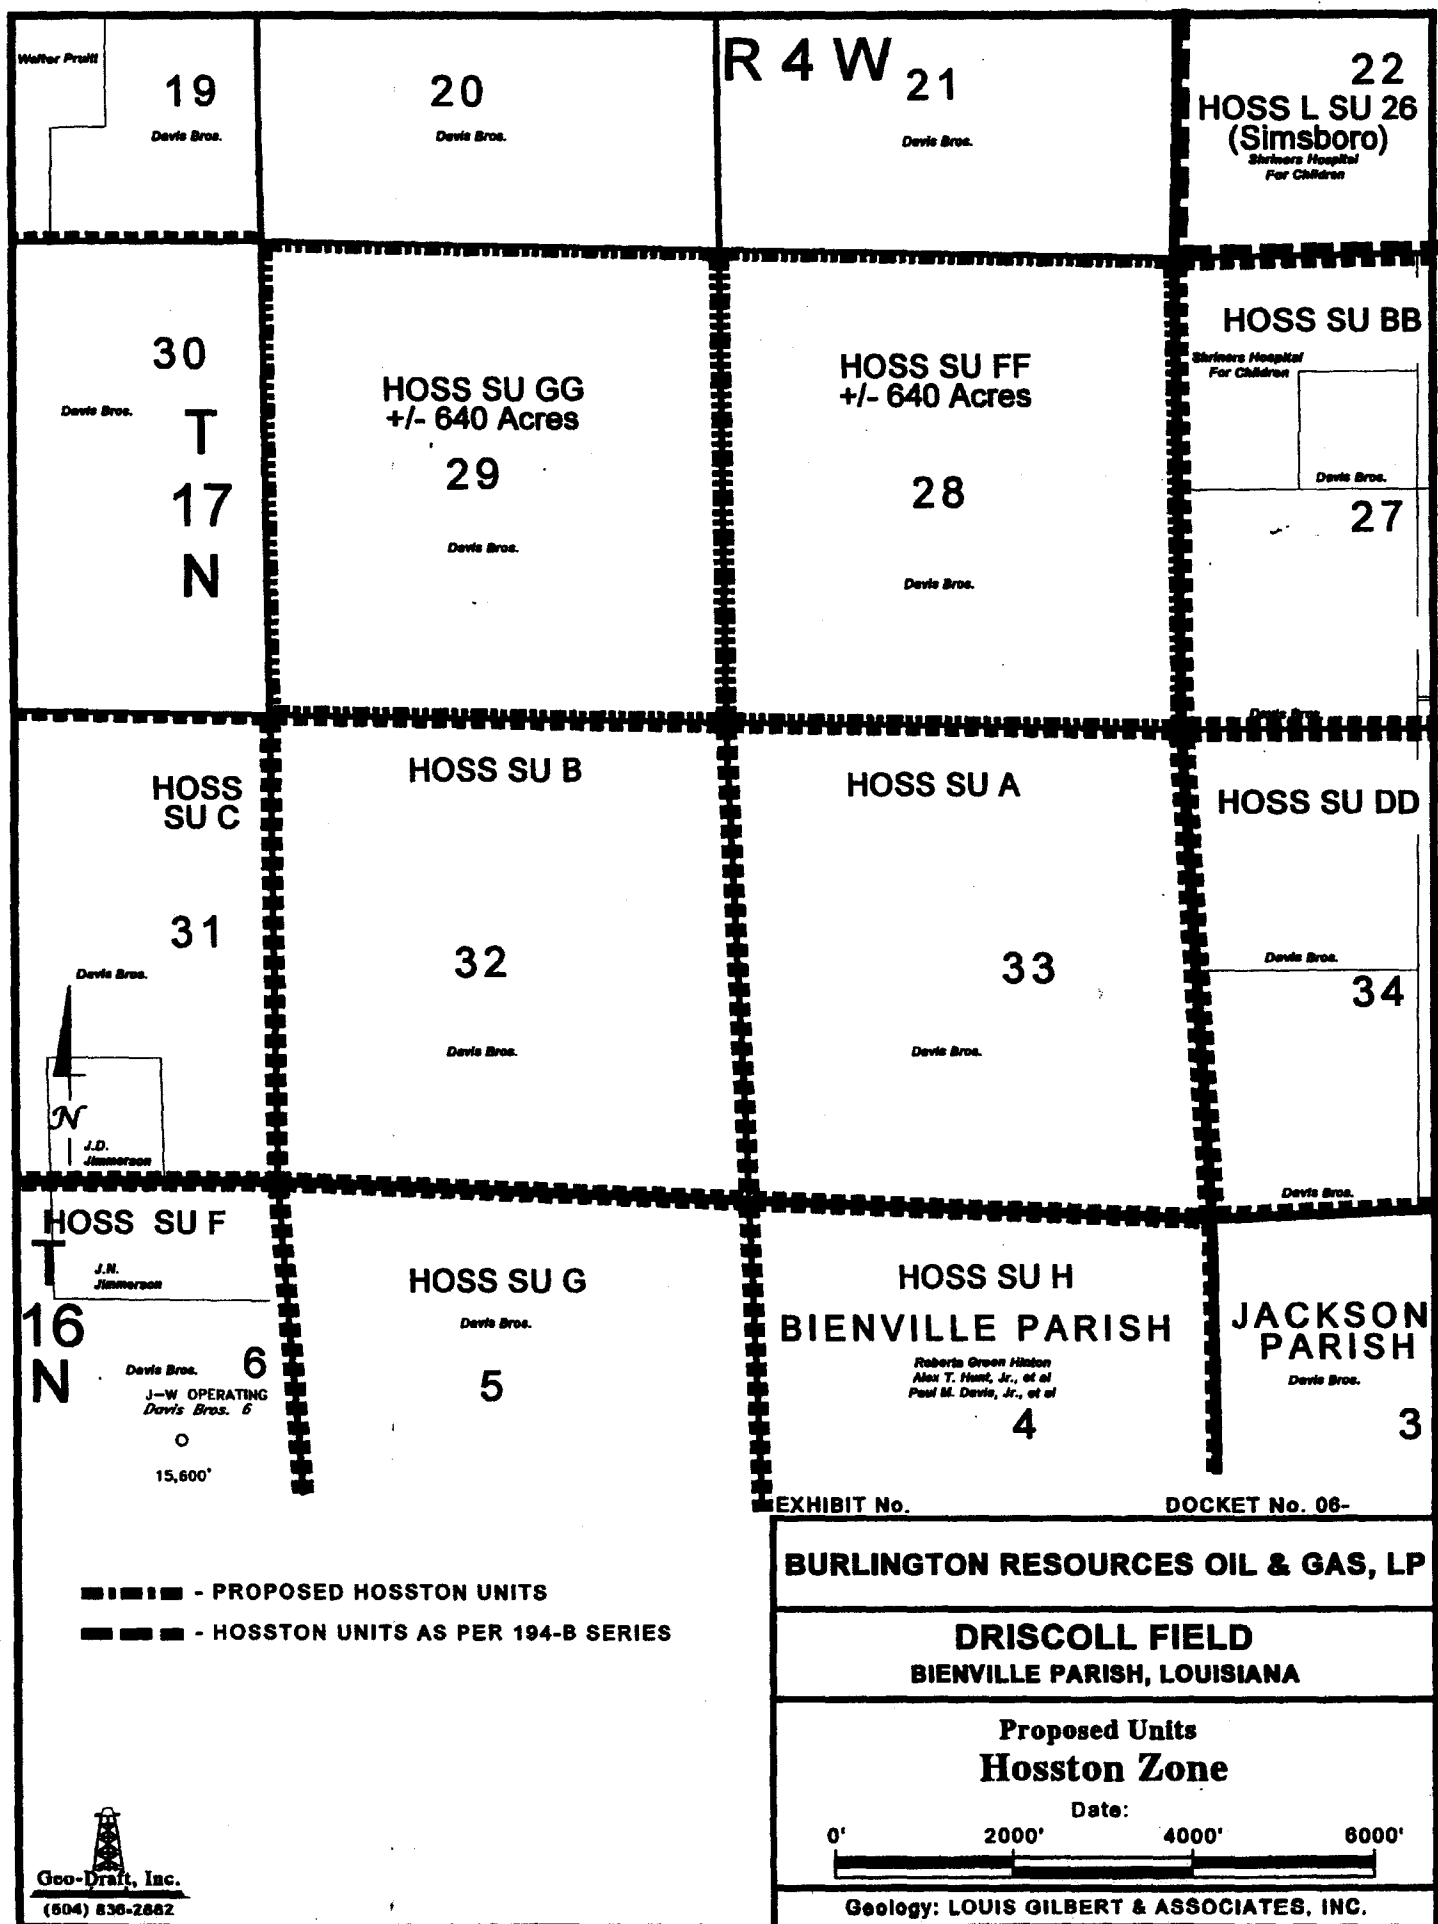 R 4 W
Walter Pruitt
19
Davis Bros.
20
Davis Bros.
21
Davis Bros.
22
HOSS L SU 26
(Simsboro)
Shriners Hospital
For Children
30
Davis Bros.
T
17
N
HOSS SU GG
+/- 640 Acres
29
Davis Bros.
HOSS SU FF
+/- 640 Acres
28
Davis Bros.
HOSS SU BB
Shriners Hospital
For Children
Davis Bros.
27
Davis Bros.
HOSS
SU C
31
Davis Bros.
N
J.D.
Jimmerson
HOSS SU B
32
Davis Bros.
HOSS SU A
33
Davis Bros.
HOSS SU DD
Davis Bros.
34
Davis Bros.
HOSS SU F
T
16
N
J.N.
Jimmerson
Davis Bros.
6
J-W OPERATING
Davis Bros. 6
15,600'
HOSS SU G
Davis Bros.
5
HOSS SU H
BIENVILLE PARISH
Roberta Green Hinton
Alex T. Hunt, Jr., et al
Paul M. Davis, Jr., et al
4
JACKSON
PARISH
Davis Bros.
3
EXHIBIT No. DOCKET No. 06-
- PROPOSED HOSSTON UNITS
- HOSSTON UNITS AS PER 194-B SERIES
BURLINGTON RESOURCES OIL & GAS, LP
DRISCOLL FIELD
BIENVILLE PARISH, LOUISIANA
Proposed Units
Hosston Zone
Date:
0' 2000' 4000' 6000'
Geology: LOUIS GILBERT & ASSOCIATES, INC.
Geo-Draft, Inc.
(504) 836-2882